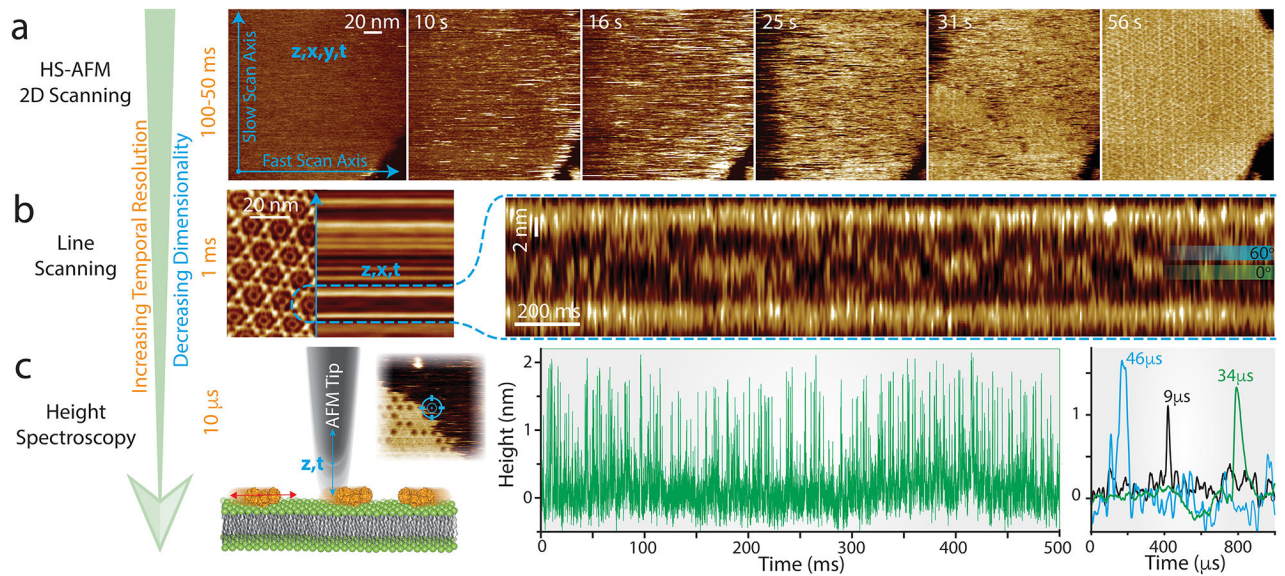 a
HS-AFM
2D Scanning
100-50 ms
Slow Scan Axis
z,x,y,t
Fast Scan Axis
20 nm
10 s
16 s
25 s
31 s
56 s
Increasing Temporal Resolution
Decreasing Dimensionality
b
Line
Scanning
1 ms
20 nm
z,x,t
2 nm
200 ms
60°
0°
c
Height
Spectroscopy
10 µs
AFM Tip
z,t
Height (nm)
2
1
0
0
100
200
300
400
500
Time (ms)
46µs
9µs
34µs
1
0
0
400
800
Time (µs)